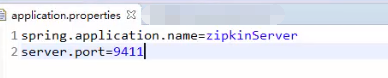 application.properties
1 spring.application.name=zipkinServer
2 server.port=9411